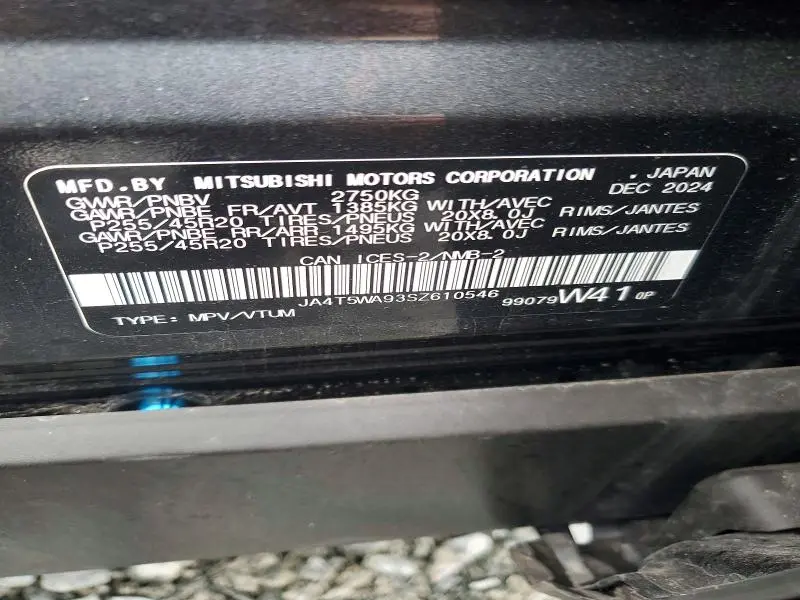 MFD.BY MITSUBISHI MOTORS CORPORATION . JAPAN
GVWR/PNBV 2750KG DEC 2024
GAWR/PNBE FR/AVT 1385KG WITH/AVEC
P255/45R20 TIRES/PNEUS 20X8.0J RIMS/JANTES
GAWR/PNBE RR/ARR 1495KG WITH/AVEC
P255/45R20 TIRES/PNEUS 20X8.0J RIMS/JANTES
CAN ICES-2/NMB-2
JA4T5WA93SZ610546
TYPE: MPV/VTUM 99079W41 0P